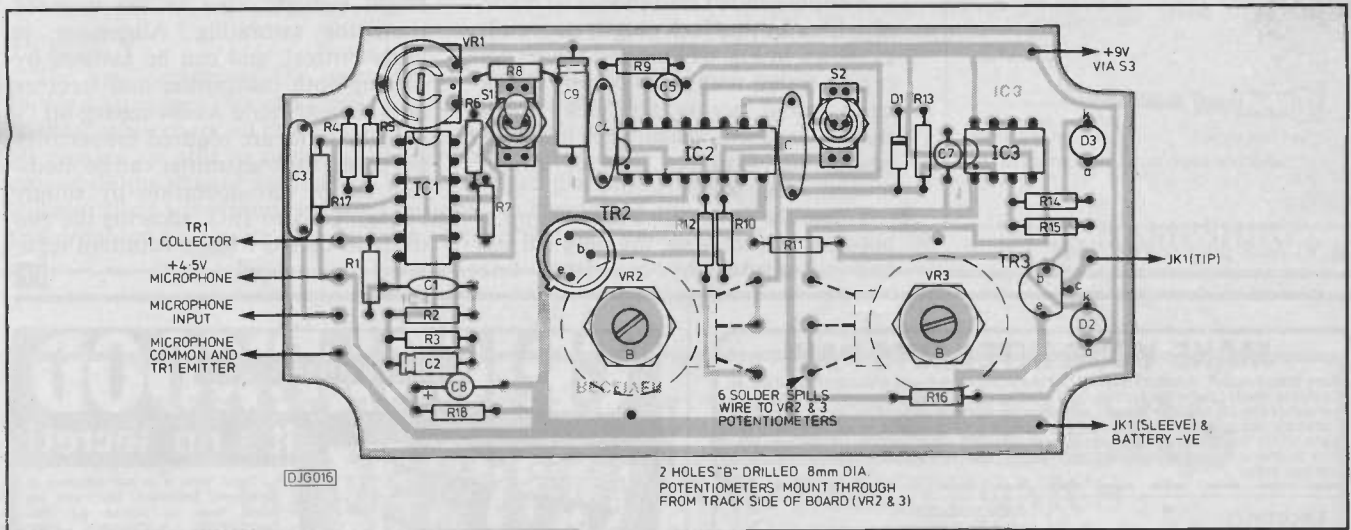 VR1
+9V
VIA S3
R8
S1
C9
R9
C5
S2
D1
R13
IC3
R4
R5
R6
C4
C
IC2
C7
IC3
k
D3
a
C3
R17
IC1
R7
R14
R15
TR1
1 COLLECTOR
TR2
c
b
e
R12
R10
R11
TR3
b
c
e
JK1 (TIP)
+4·5V
MICROPHONE
R1
C1
VR2
VR3
k
D2
a
MICROPHONE
INPUT
R2
R3
B
B
MICROPHONE
COMMON AND
TR1 EMITTER
C2
+
C8
R18
RECEIVER
6 SOLDER SPILLS
WIRE TO VR2 & 3
POTENTIOMETERS
R16
JK1 (SLEEVE) &
BATTERY -VE
DJG016
2 HOLES "B" DRILLED 8mm DIA.
POTENTIOMETERS MOUNT THROUGH
FROM TRACK SIDE OF BOARD (VR2 & 3)